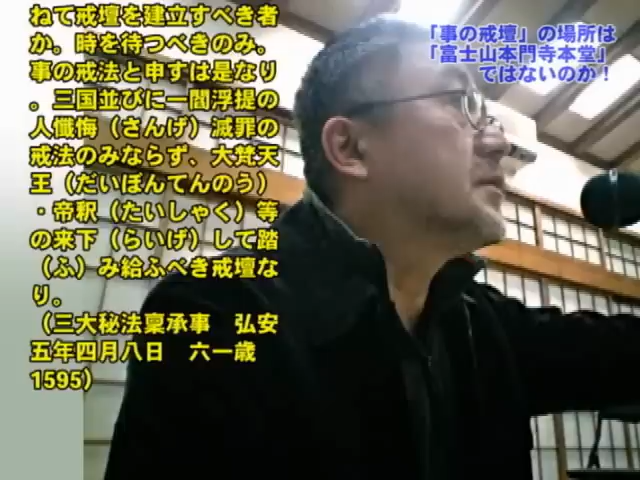 ねて戒壇を建立すべき者
か。時を待つべきのみ。
事の戒法と申すは是なり
。三国並びに一閻浮提の
人懺悔（さんげ）滅罪の
戒法のみならず、大梵天
王（だいぼんてんのう）
・帝釈（たいしゃく）等
の来下（らいげ）して踏
（ふ）み給ふべき戒壇な
り。
（三大秘法稟承事　弘安
五年四月八日　六一歳
1595）
「事の戒壇」の場所は
「富士山本門寺本堂」
ではないのか！